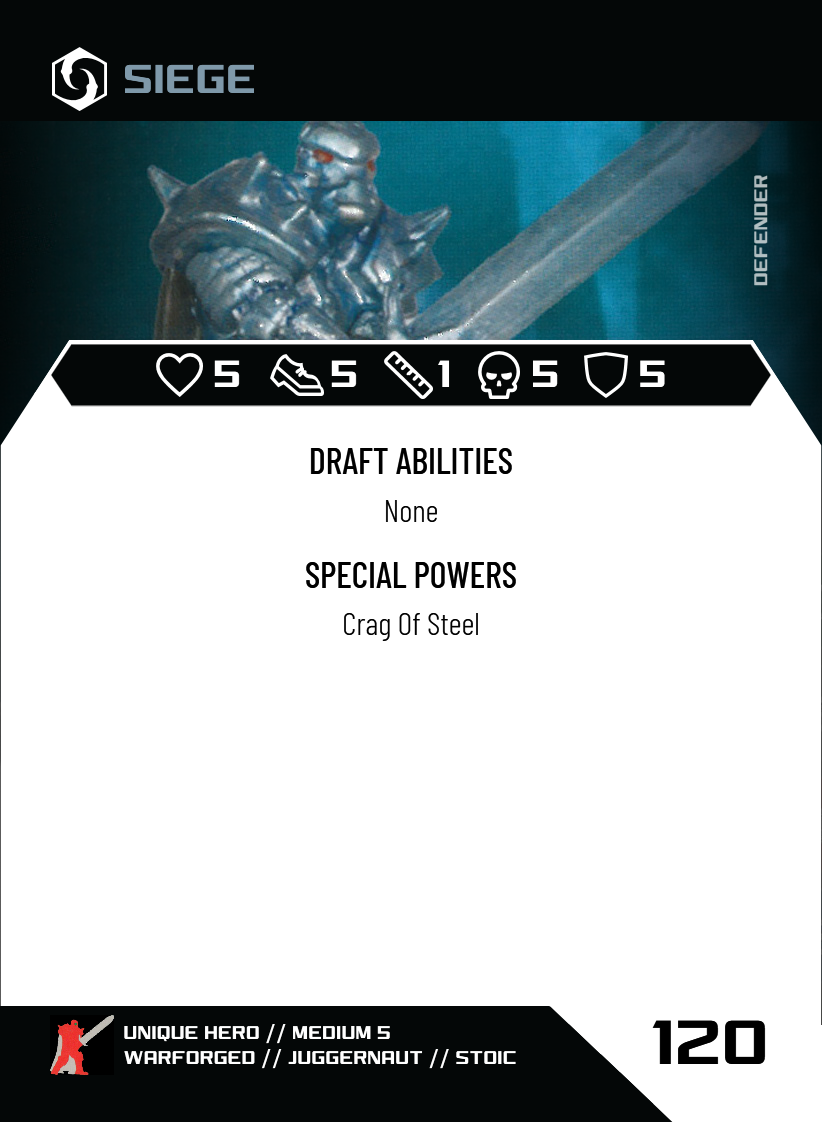 SIEGE
DEFENDER
5 5 1 5 5
DRAFT ABILITIES
None
SPECIAL POWERS
Crag Of Steel
UNIQUE HERO // MEDIUM 5
WARFORGED // JUGGERNAUT // STOIC
120